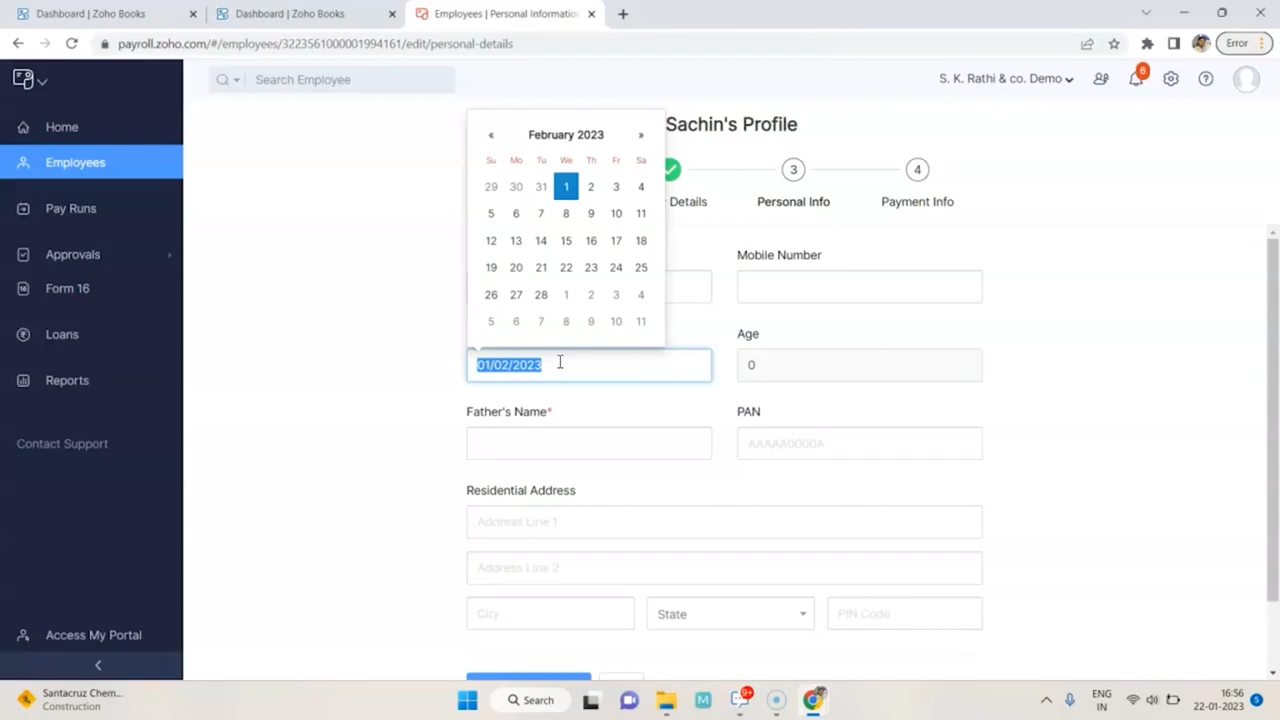 Dashboard | Zoho Books
Dashboard | Zoho Books
Employees | Personal Information
payroll.zoho.com/#/employees/3223561000001994161/edit/personal-details
Error
Search Employee
S. K. Rathi & co. Demo
6
Home
Employees
Pay Runs
Approvals
Form 16
Loans
Reports
Contact Support
Access My Portal
Sachin's Profile
3
4
Details
Personal Info
Payment Info
« February 2023 »
Su Mo Tu We Th Fr Sa
29 30 31 1 2 3 4
5 6 7 8 9 10 11
12 13 14 15 16 17 18
19 20 21 22 23 24 25
26 27 28 1 2 3 4
5 6 7 8 9 10 11
Mobile Number
Age
01/02/2023
0
Father's Name*
PAN
AAAAA0000A
Residential Address
Address Line 1
Address Line 2
City
State
PIN Code
Santacruz Chem...
Construction
Search
9+
ENG
IN
16:56
22-01-2023
5